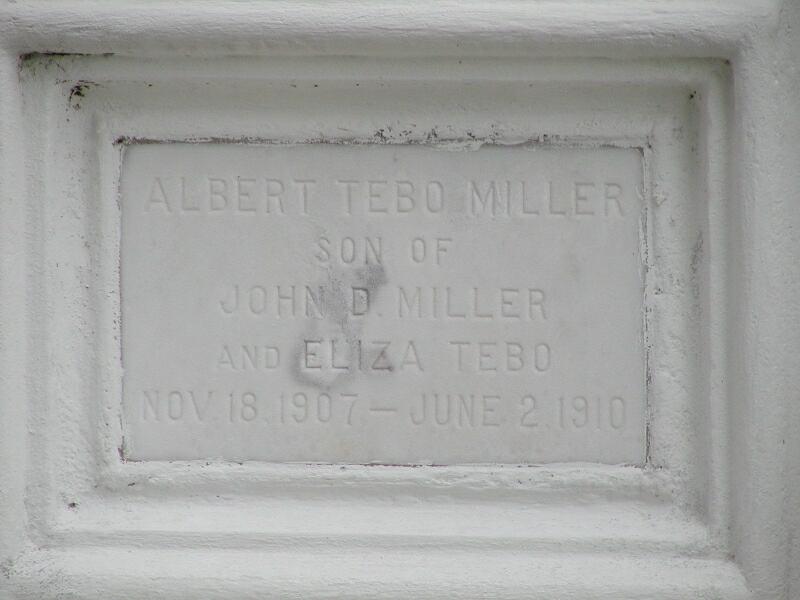 ALBERT TEBO MILLER
SON OF
JOHN D. MILLER
AND ELIZA TEBO
NOV. 18, 1907 — JUNE 2, 1910